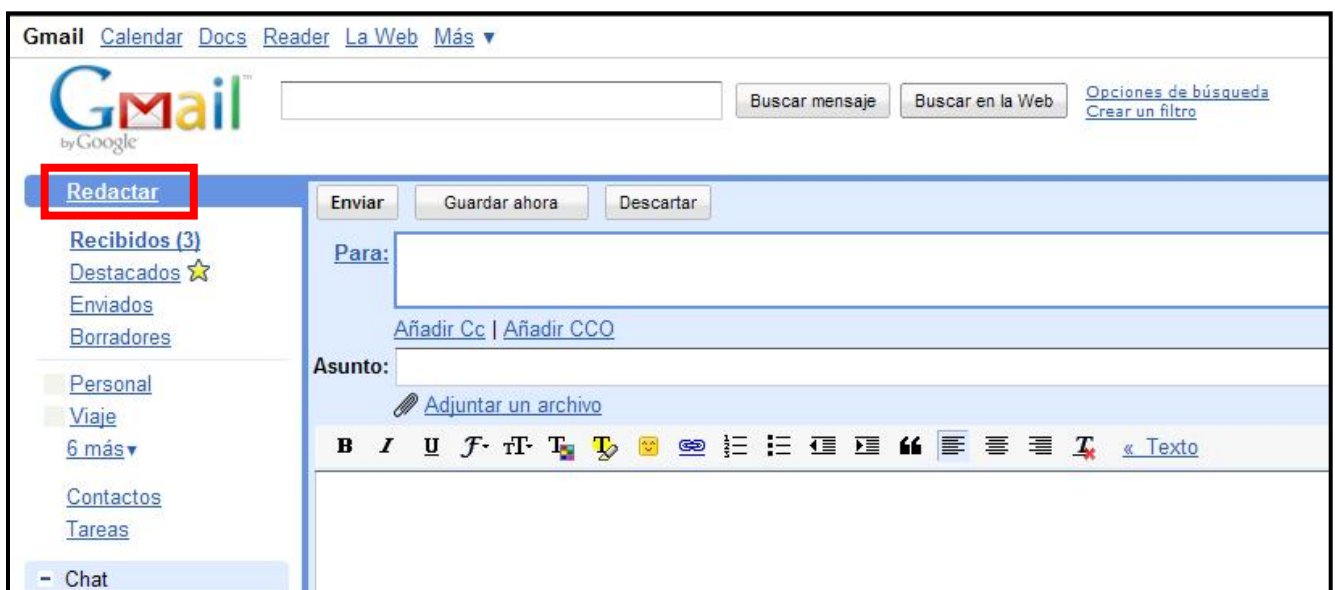 Gmail Calendar Docs Reader La Web Más ▼
Gmail™
by Google
Buscar mensaje Buscar en la Web Opciones de búsqueda
Crear un filtro
Redactar
Recibidos (3)
Destacados
Enviados
Borradores
Personal
Viaje
6 más▼
Contactos
Tareas
− Chat
Enviar Guardar ahora Descartar
Para:
Añadir Cc | Añadir CCO
Asunto:
Adjuntar un archivo
B I U F T T T T « Texto